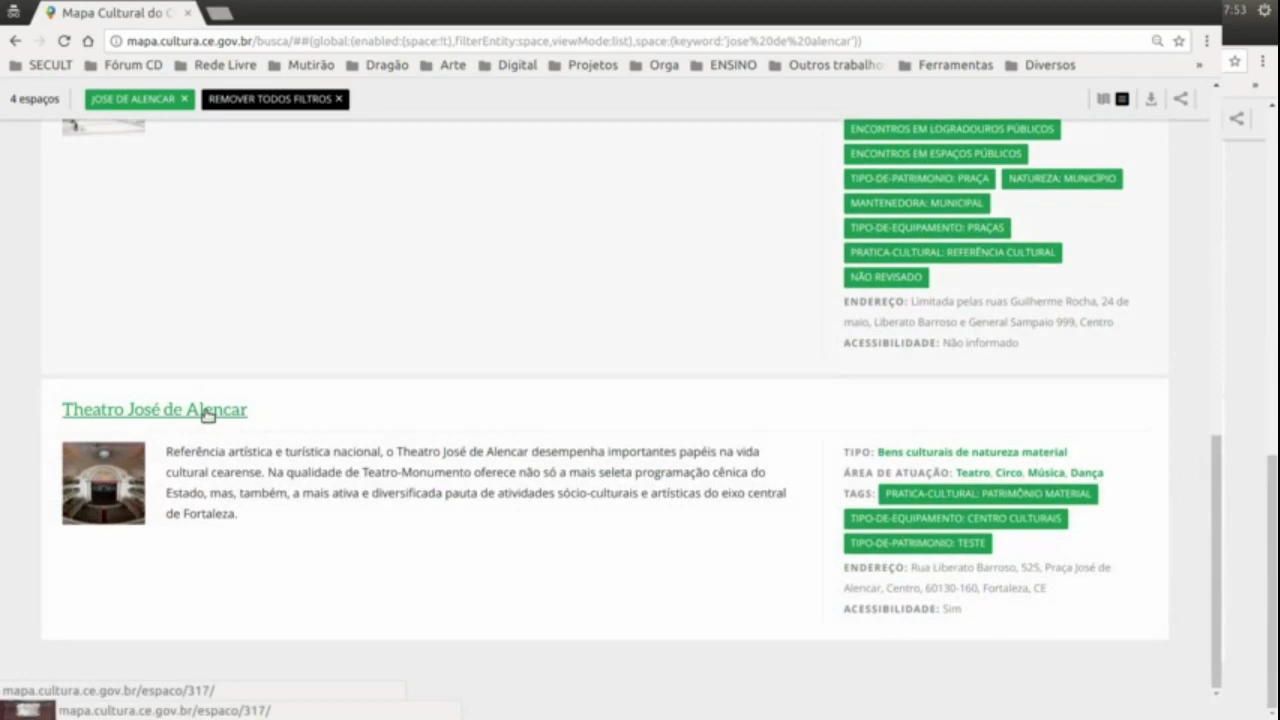 Mapa Cultural do C
7:53
mapa.cultura.ce.gov.br/busca/##(global:(enabled:(space:!t),filterEntity:space,viewMode:list),space:(keyword:'jose%20de%20alencar'))
SECULT Fórum CD Rede Livre Mutirão Dragão Arte Digital Projetos Orga ENSINO Outros trabalho Ferramentas Diversos »
4 espaços JOSE DE ALENCAR × REMOVER TODOS FILTROS ×
ENCONTROS EM LOGRADOUROS PÚBLICOS
ENCONTROS EM ESPAÇOS PÚBLICOS
TIPO-DE-PATRIMONIO: PRAÇA NATUREZA: MUNICÍPIO
MANTENEDORA: MUNICIPAL
TIPO-DE-EQUIPAMENTO: PRAÇAS
PRATICA-CULTURAL: REFERÊNCIA CULTURAL
NÃO REVISADO
ENDEREÇO: Limitada pelas ruas Guilherme Rocha, 24 de
maio, Liberato Barroso e General Sampaio 999, Centro
ACESSIBILIDADE: Não informado
Theatro José de Alencar
Referência artística e turística nacional, o Theatro José de Alencar desempenha importantes papéis na vida
cultural cearense. Na qualidade de Teatro-Monumento oferece não só a mais seleta programação cênica do
Estado, mas, também, a mais ativa e diversificada pauta de atividades sócio-culturais e artísticas do eixo central
de Fortaleza.
TIPO: Bens culturais de natureza material
ÁREA DE ATUAÇÃO: Teatro, Circo, Música, Dança
TAGS: PRATICA-CULTURAL: PATRIMÔNIO MATERIAL
TIPO-DE-EQUIPAMENTO: CENTRO CULTURAIS
TIPO-DE-PATRIMONIO: TESTE
ENDEREÇO: Rua Liberato Barroso, 525, Praça José de
Alencar, Centro, 60130-160, Fortaleza, CE
ACESSIBILIDADE: Sim
mapa.cultura.ce.gov.br/espaco/317/
mapa.cultura.ce.gov.br/espaco/317/